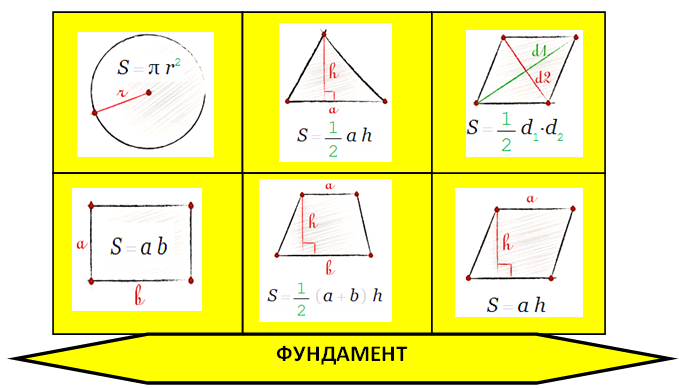 S = π r²
r
h
a
S = 1/2 a h
d1
d2
S = 1/2 d₁·d₂
a
S = a b
b
a
h
b
S = 1/2 (a + b) h
a
h
S = a h
ФУНДАМЕНТ